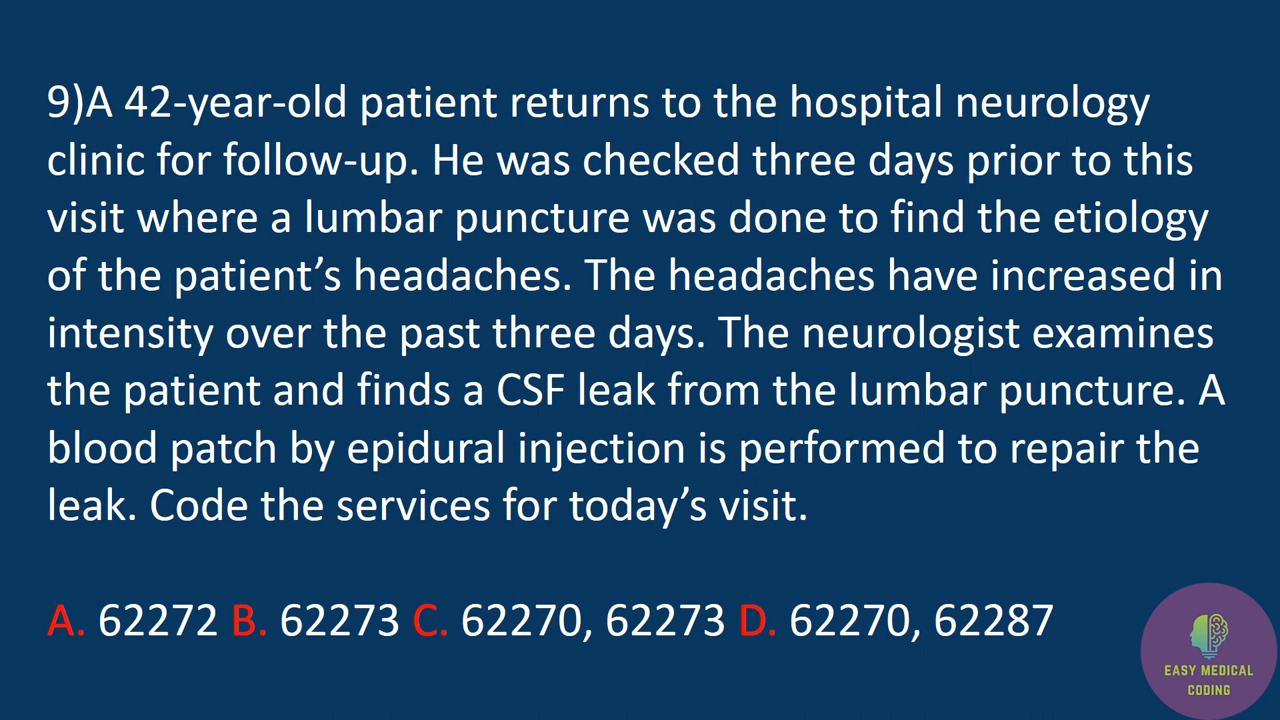 9)A 42-year-old patient returns to the hospital neurology
clinic for follow-up. He was checked three days prior to this
visit where a lumbar puncture was done to find the etiology
of the patient’s headaches. The headaches have increased in
intensity over the past three days. The neurologist examines
the patient and finds a CSF leak from the lumbar puncture. A
blood patch by epidural injection is performed to repair the
leak. Code the services for today’s visit.
A. 62272 B. 62273 C. 62270, 62273 D. 62270, 62287
EASY MEDICAL
CODING